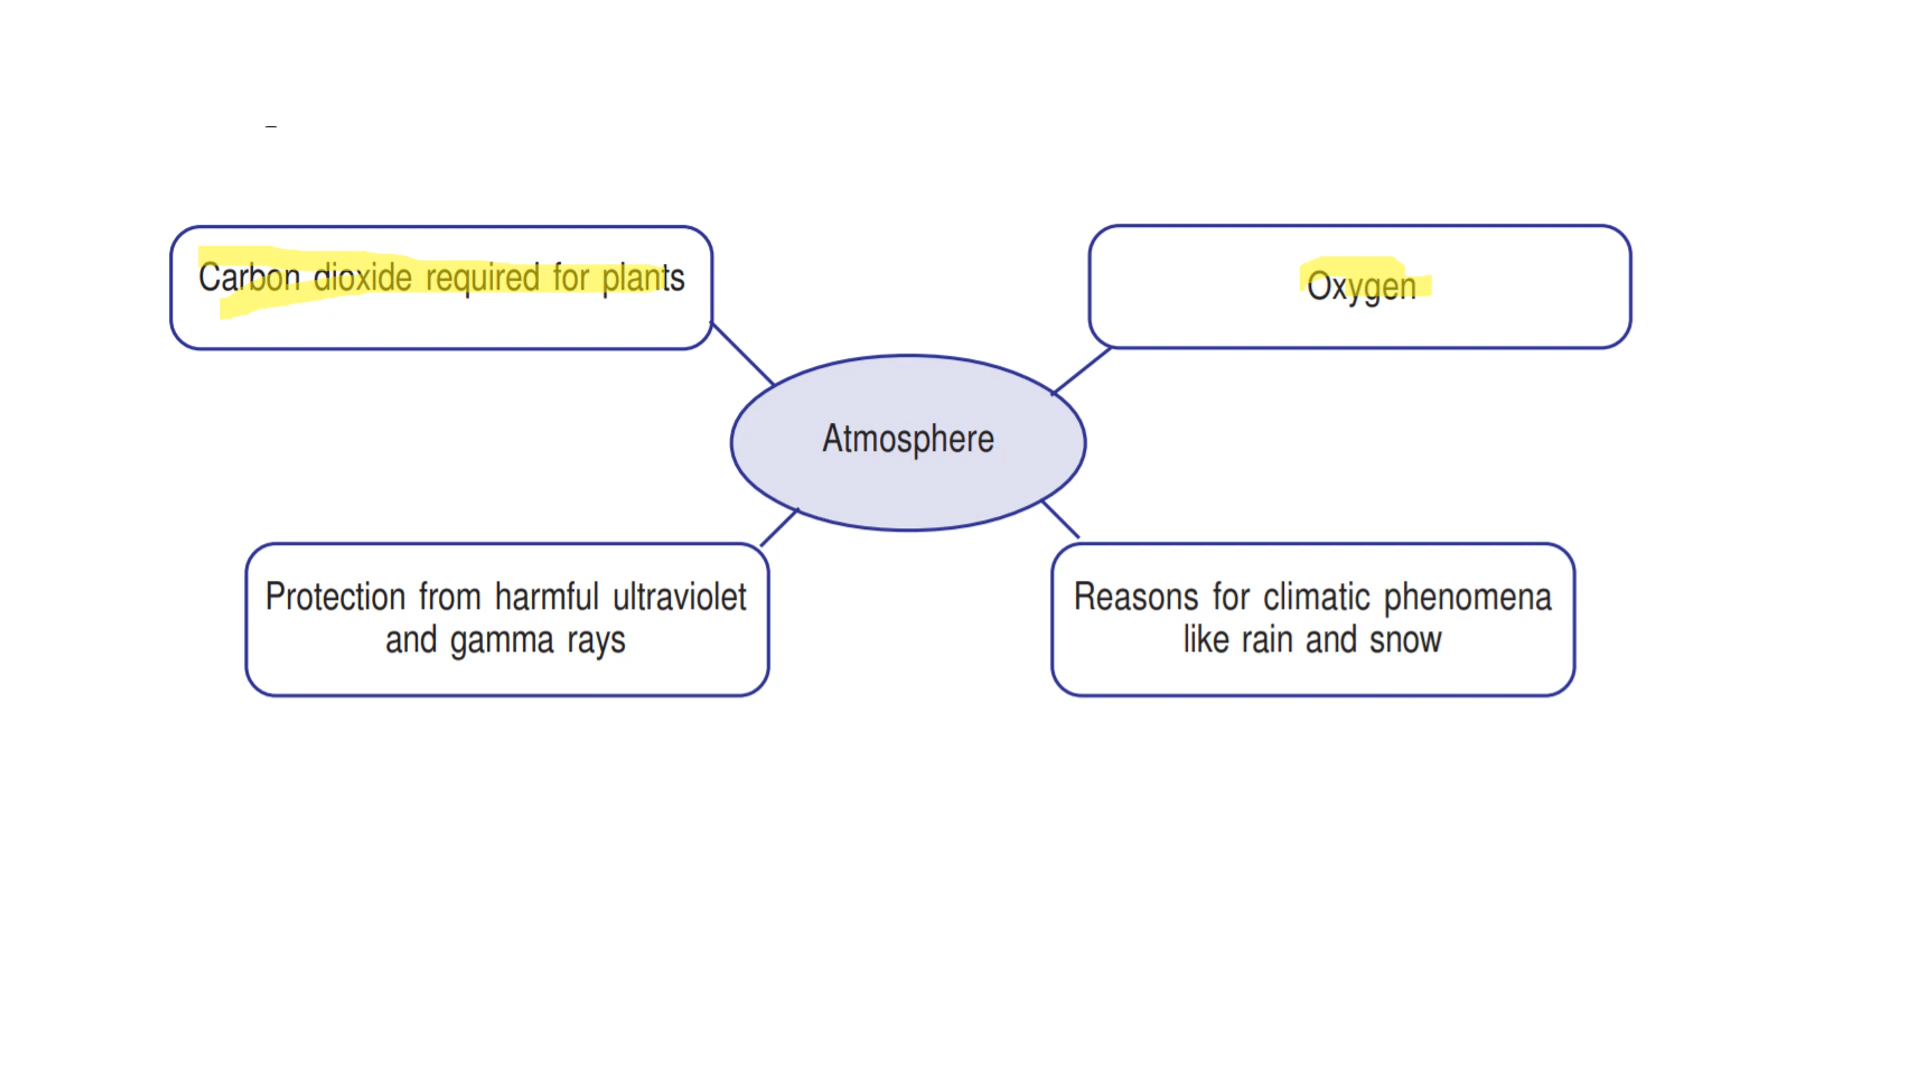 Carbon dioxide required for plants
Oxygen
Atmosphere
Protection from harmful ultraviolet
and gamma rays
Reasons for climatic phenomena
like rain and snow